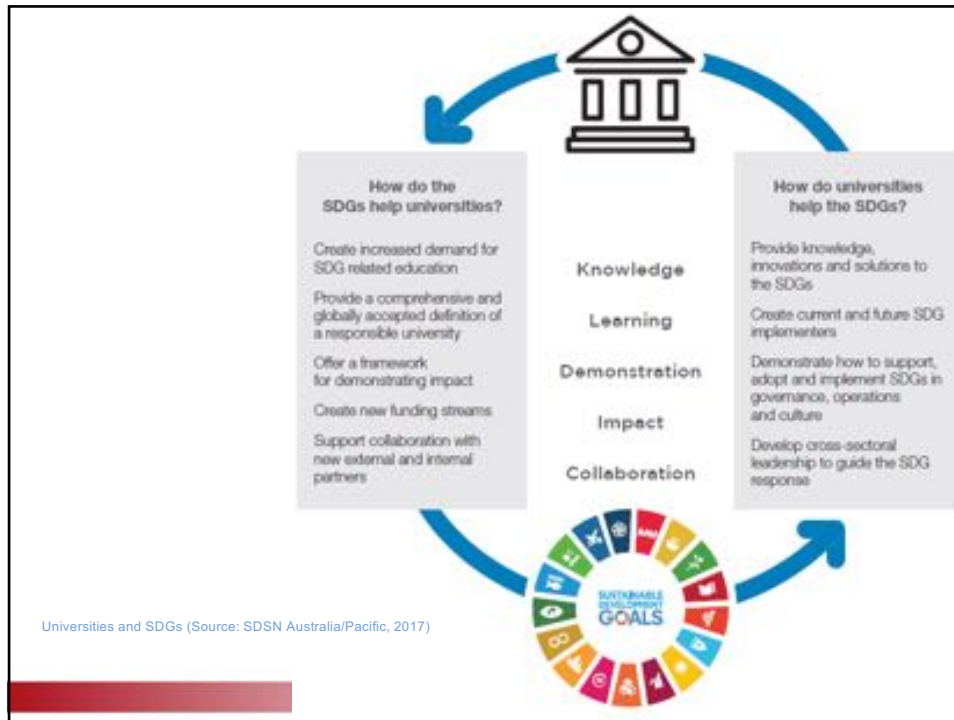 How do the
SDGs help universities?
Create increased demand for
SDG related education
Provide a comprehensive and
globally accepted definition of
a responsible university
Offer a framework
for demonstrating impact
Create new funding streams
Support collaboration with
new external and internal
partners
Knowledge
Learning
Demonstration
Impact
Collaboration
How do universities
help the SDGs?
Provide knowledge,
innovations and solutions to
the SDGs
Create current and future SDG
implementers
Demonstrate how to support,
adopt and implement SDGs in
governance, operations
and culture
Develop cross-sectoral
leadership to guide the SDG
response
SUSTAINABLE
DEVELOPMENT
GOALS
Universities and SDGs (Source: SDSN Australia/Pacific, 2017)